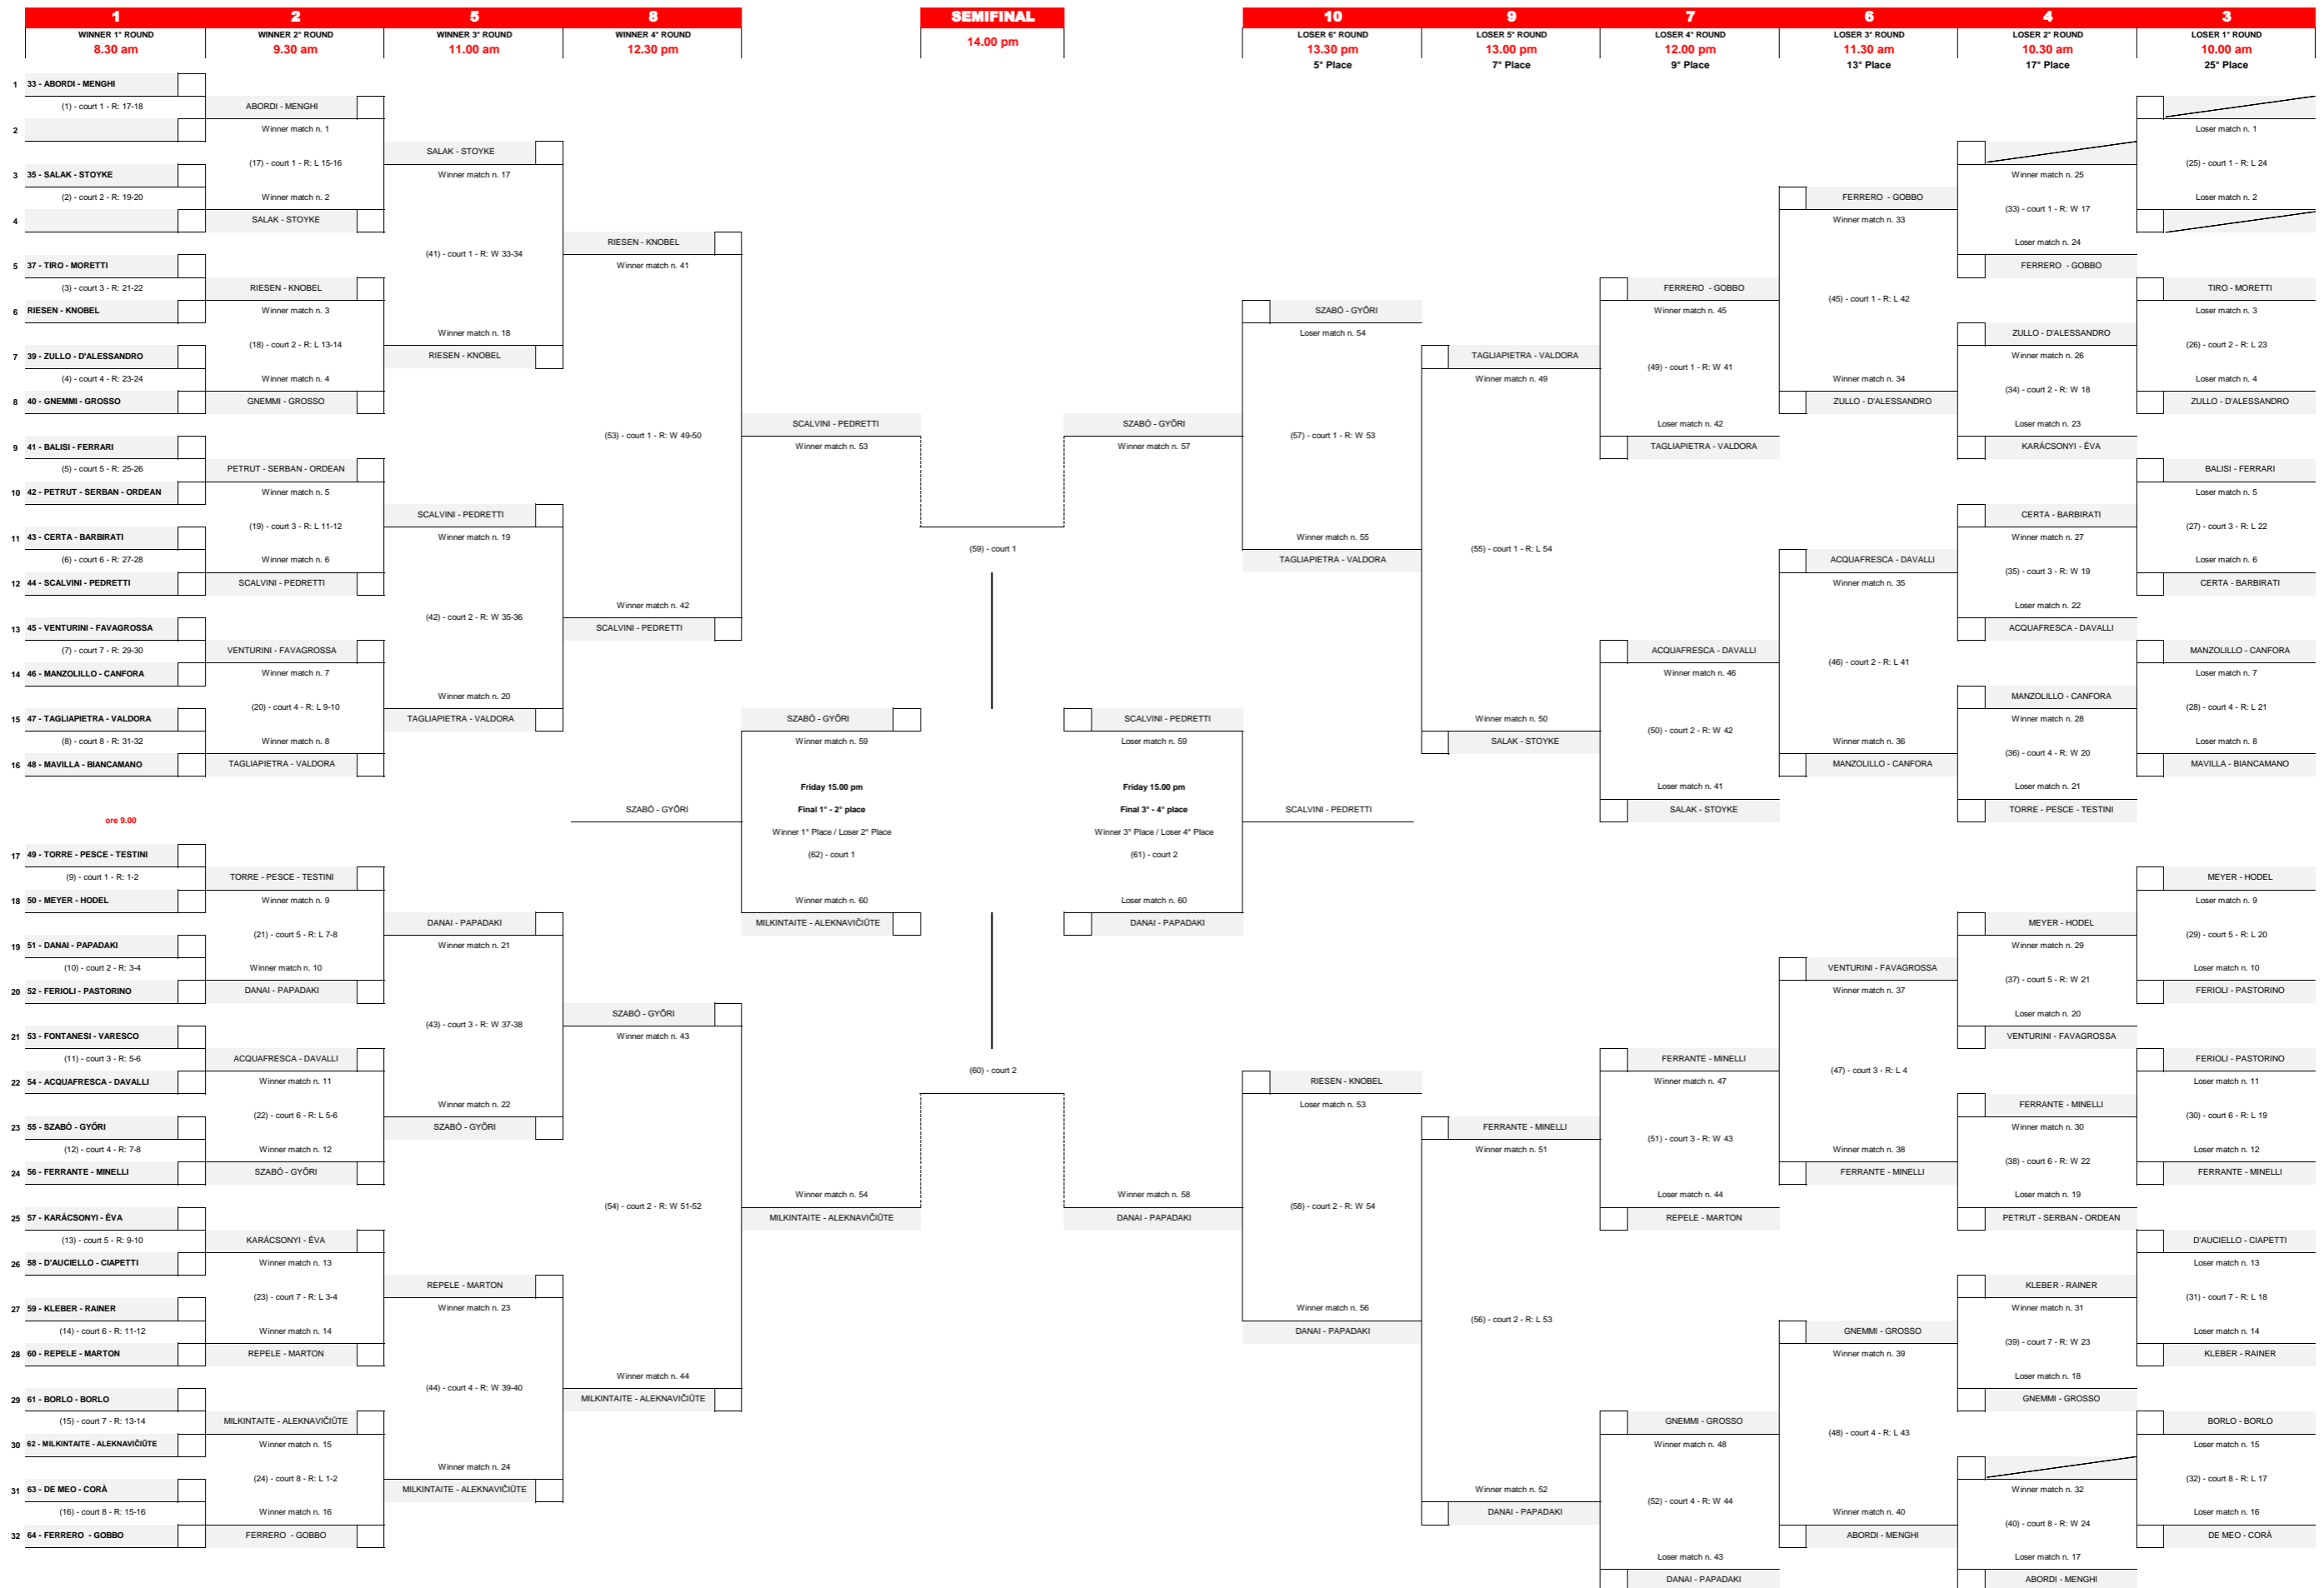 1
WINNER 1° ROUND
8.30 am
1 33 - ABORDI - MENGHI
(1) - court 1 - R: 17-18
2
3 35 - SALAK - STOYKE
(2) - court 2 - R: 19-20
4
5 37 - TIRO - MORETTI
(3) - court 3 - R: 21-22
6 RIESEN - KNOBEL
7 39 - ZULLO - D'ALESSANDRO
(4) - court 4 - R: 23-24
8 40 - GNEMMI - GROSSO
9 41 - BALISI - FERRARI
(5) - court 5 - R: 25-26
10 42 - PETRUT - SERBAN - ORDEAN
11 43 - CERTA - BARBIRATI
(6) - court 6 - R: 27-28
12 44 - SCALVINI - PEDRETTI
13 45 - VENTURINI - FAVAGROSSA
(7) - court 7 - R: 29-30
14 46 - MANZOLILLO - CANFORA
15 47 - TAGLIAPIETRA - VALDORA
(8) - court 8 - R: 31-32
16 48 - MAVILLA - BIANCAMANO
ore 9.00
17 49 - TORRE - PESCE - TESTINI
(9) - court 1 - R: 1-2
18 50 - MEYER - HODEL
19 51 - DANAI - PAPADAKI
(10) - court 2 - R: 3-4
20 52 - FERIOLI - PASTORINO
21 53 - FONTANESI - VARESCO
(11) - court 3 - R: 5-6
22 54 - ACQUAFRESCA - DAVALLI
23 55 - SZABÓ - GYŐRI
(12) - court 4 - R: 7-8
24 56 - FERRANTE - MINELLI
25 57 - KARÁCSONYI - ÉVA
(13) - court 5 - R: 9-10
26 58 - D'AUCIELLO - CIAPETTI
27 59 - KLEBER - RAINER
(14) - court 6 - R: 11-12
28 60 - REPELE - MARTON
29 61 - BORLO - BORLO
(15) - court 7 - R: 13-14
30 62 - MILKINTAITE - ALEKNAVIČIŪTE
31 63 - DE MEO - CORÀ
(16) - court 8 - R: 15-16
32 64 - FERRERO - GOBBO
2
WINNER 2° ROUND
9.30 am
ABORDI - MENGHI
Winner match n. 1
(17) - court 1 - R: L 15-16
Winner match n. 2
SALAK - STOYKE
RIESEN - KNOBEL
Winner match n. 3
(18) - court 2 - R: L 13-14
Winner match n. 4
GNEMMI - GROSSO
PETRUT - SERBAN - ORDEAN
Winner match n. 5
(19) - court 3 - R: L 11-12
Winner match n. 6
SCALVINI - PEDRETTI
VENTURINI - FAVAGROSSA
Winner match n. 7
(20) - court 4 - R: L 9-10
Winner match n. 8
TAGLIAPIETRA - VALDORA
TORRE - PESCE - TESTINI
Winner match n. 9
(21) - court 5 - R: L 7-8
Winner match n. 10
DANAI - PAPADAKI
ACQUAFRESCA - DAVALLI
Winner match n. 11
(22) - court 6 - R: L 5-6
Winner match n. 12
SZABÓ - GYŐRI
KARÁCSONYI - ÉVA
Winner match n. 13
(23) - court 7 - R: L 3-4
Winner match n. 14
REPELE - MARTON
MILKINTAITE - ALEKNAVIČIŪTE
Winner match n. 15
(24) - court 8 - R: L 1-2
Winner match n. 16
FERRERO - GOBBO
5
WINNER 3° ROUND
11.00 am
SALAK - STOYKE
Winner match n. 17
(41) - court 1 - R: W 33-34
Winner match n. 18
RIESEN - KNOBEL
SCALVINI - PEDRETTI
Winner match n. 19
(42) - court 2 - R: W 35-36
Winner match n. 20
TAGLIAPIETRA - VALDORA
DANAI - PAPADAKI
Winner match n. 21
(43) - court 3 - R: W 37-38
Winner match n. 22
SZABÓ - GYŐRI
REPELE - MARTON
Winner match n. 23
(44) - court 4 - R: W 39-40
Winner match n. 24
MILKINTAITE - ALEKNAVIČIŪTE
8
WINNER 4° ROUND
12.30 pm
RIESEN - KNOBEL
Winner match n. 41
(53) - court 1 - R: W 49-50
Winner match n. 42
SCALVINI - PEDRETTI
SZABÓ - GYŐRI
SZABÓ - GYŐRI
Winner match n. 43
(54) - court 2 - R: W 51-52
Winner match n. 44
MILKINTAITE - ALEKNAVIČIŪTE
SCALVINI - PEDRETTI
Winner match n. 53
SZABÓ - GYŐRI
Winner match n. 59
Friday 15.00 pm
Final 1° - 2° place
Winner 1° Place / Loser 2° Place
(62) - court 1
Winner match n. 60
MILKINTAITE - ALEKNAVIČIŪTE
Winner match n. 54
MILKINTAITE - ALEKNAVIČIŪTE
SEMIFINAL
14.00 pm
(59) - court 1
(60) - court 2
SZABÓ - GYŐRI
Winner match n. 57
SCALVINI - PEDRETTI
Loser match n. 59
Friday 15.00 pm
Final 3° - 4° place
Winner 3° Place / Loser 4° Place
(61) - court 2
Loser match n. 60
DANAI - PAPADAKI
Winner match n. 58
DANAI - PAPADAKI
10
LOSER 6° ROUND
13.30 pm
5° Place
SZABÓ - GYŐRI
Loser match n. 54
(57) - court 1 - R: W 53
Winner match n. 55
TAGLIAPIETRA - VALDORA
SCALVINI - PEDRETTI
RIESEN - KNOBEL
Loser match n. 53
(58) - court 2 - R: W 54
Winner match n. 56
DANAI - PAPADAKI
9
LOSER 5° ROUND
13.00 pm
7° Place
TAGLIAPIETRA - VALDORA
Winner match n. 49
(55) - court 1 - R: L 54
Winner match n. 50
SALAK - STOYKE
FERRANTE - MINELLI
Winner match n. 51
(56) - court 2 - R: L 53
Winner match n. 52
DANAI - PAPADAKI
7
LOSER 4° ROUND
12.00 pm
9° Place
FERRERO - GOBBO
Winner match n. 45
(49) - court 1 - R: W 41
Loser match n. 42
TAGLIAPIETRA - VALDORA
ACQUAFRESCA - DAVALLI
Winner match n. 46
(50) - court 2 - R: W 42
Loser match n. 41
SALAK - STOYKE
FERRANTE - MINELLI
Winner match n. 47
(51) - court 3 - R: W 43
Loser match n. 44
REPELE - MARTON
GNEMMI - GROSSO
Winner match n. 48
(52) - court 4 - R: W 44
Loser match n. 43
DANAI - PAPADAKI
6
LOSER 3° ROUND
11.30 am
13° Place
FERRERO - GOBBO
Winner match n. 33
(45) - court 1 - R: L 42
Winner match n. 34
ZULLO - D'ALESSANDRO
ACQUAFRESCA - DAVALLI
Winner match n. 35
(46) - court 2 - R: L 41
Winner match n. 36
MANZOLILLO - CANFORA
VENTURINI - FAVAGROSSA
Winner match n. 37
(47) - court 3 - R: L 4
Winner match n. 38
FERRANTE - MINELLI
GNEMMI - GROSSO
Winner match n. 39
(48) - court 4 - R: L 43
Winner match n. 40
ABORDI - MENGHI
4
LOSER 2° ROUND
10.30 am
17° Place
Winner match n. 25
(33) - court 1 - R: W 17
Loser match n. 24
FERRERO - GOBBO
ZULLO - D'ALESSANDRO
Winner match n. 26
(34) - court 2 - R: W 18
Loser match n. 23
KARÁCSONYI - ÉVA
CERTA - BARBIRATI
Winner match n. 27
(35) - court 3 - R: W 19
Loser match n. 22
ACQUAFRESCA - DAVALLI
MANZOLILLO - CANFORA
Winner match n. 28
(36) - court 4 - R: W 20
Loser match n. 21
TORRE - PESCE - TESTINI
MEYER - HODEL
Winner match n. 29
(37) - court 5 - R: W 21
Loser match n. 20
VENTURINI - FAVAGROSSA
FERRANTE - MINELLI
Winner match n. 30
(38) - court 6 - R: W 22
Loser match n. 19
PETRUT - SERBAN - ORDEAN
KLEBER - RAINER
Winner match n. 31
(39) - court 7 - R: W 23
Loser match n. 18
GNEMMI - GROSSO
Winner match n. 32
(40) - court 8 - R: W 24
Loser match n. 17
ABORDI - MENGHI
3
LOSER 1° ROUND
10.00 am
25° Place
Loser match n. 1
(25) - court 1 - R: L 24
Loser match n. 2
TIRO - MORETTI
Loser match n. 3
(26) - court 2 - R: L 23
Loser match n. 4
ZULLO - D'ALESSANDRO
BALISI - FERRARI
Loser match n. 5
(27) - court 3 - R: L 22
Loser match n. 6
CERTA - BARBIRATI
MANZOLILLO - CANFORA
Loser match n. 7
(28) - court 4 - R: L 21
Loser match n. 8
MAVILLA - BIANCAMANO
MEYER - HODEL
Loser match n. 9
(29) - court 5 - R: L 20
Loser match n. 10
FERIOLI - PASTORINO
FERIOLI - PASTORINO
Loser match n. 11
(30) - court 6 - R: L 19
Loser match n. 12
FERRANTE - MINELLI
D'AUCIELLO - CIAPETTI
Loser match n. 13
(31) - court 7 - R: L 18
Loser match n. 14
KLEBER - RAINER
BORLO - BORLO
Loser match n. 15
(32) - court 8 - R: L 17
Loser match n. 16
DE MEO - CORÀ